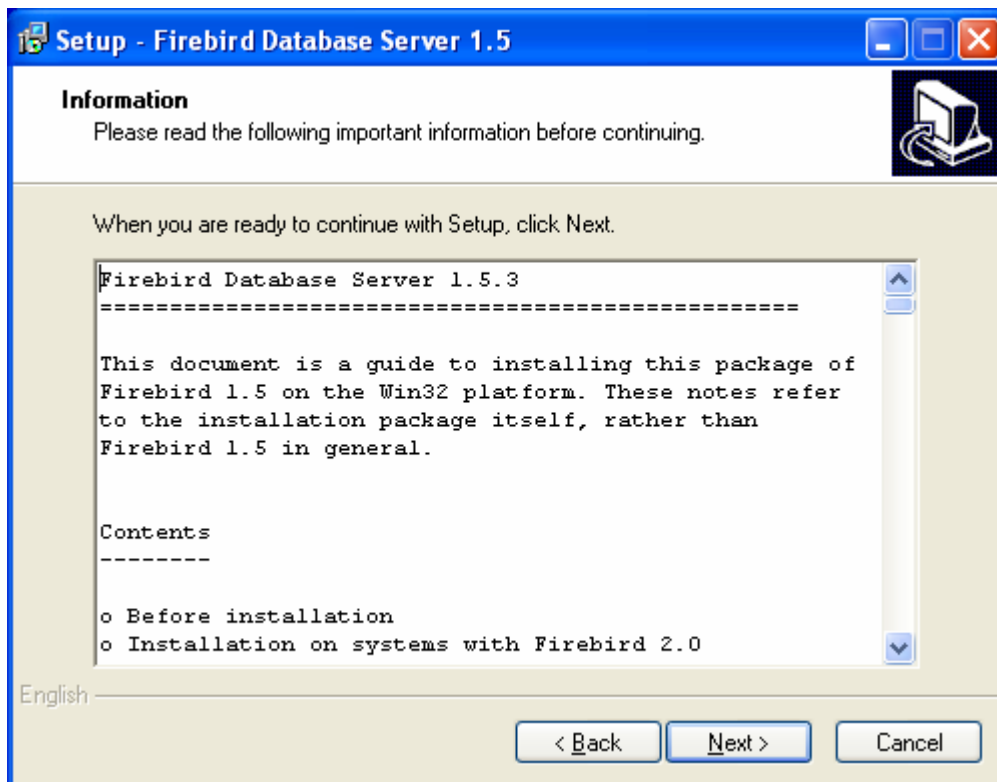 Setup - Firebird Database Server 1.5
Information
Please read the following important information before continuing.
When you are ready to continue with Setup, click Next.
Firebird Database Server 1.5.3
==================================================
This document is a guide to installing this package of
Firebird 1.5 on the Win32 platform. These notes refer
to the installation package itself, rather than
Firebird 1.5 in general.
Contents
--------
o Before installation
o Installation on systems with Firebird 2.0
English
< Back
Next >
Cancel